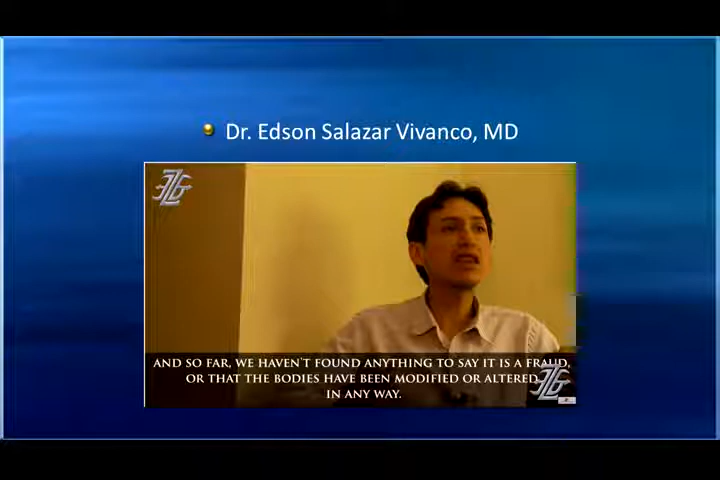 Dr. Edson Salazar Vivanco, MD
AND SO FAR, WE HAVEN'T FOUND ANYTHING TO SAY IT IS A FRAUD,
OR THAT THE BODIES HAVE BEEN MODIFIED OR ALTERED
IN ANY WAY.